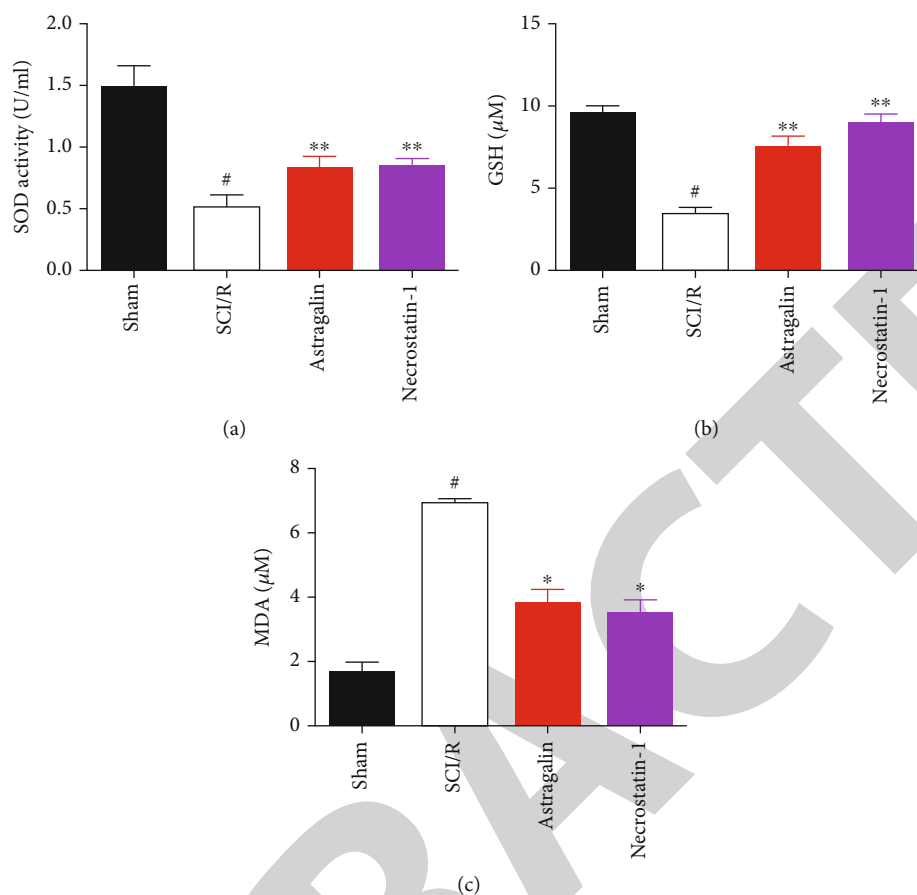 2.0
1.5
1.0
0.5
0.0
SOD activity (U/ml)
#
**
**
Sham
SCI/R
Astragalin
Necrostatin-1
(a)
15
10
5
0
GSH (μM)
#
**
**
Sham
SCI/R
Astragalin
Necrostatin-1
(b)
8
6
4
2
0
MDA (μM)
#
*
*
Sham
SCI/R
Astragalin
Necrostatin-1
(c)